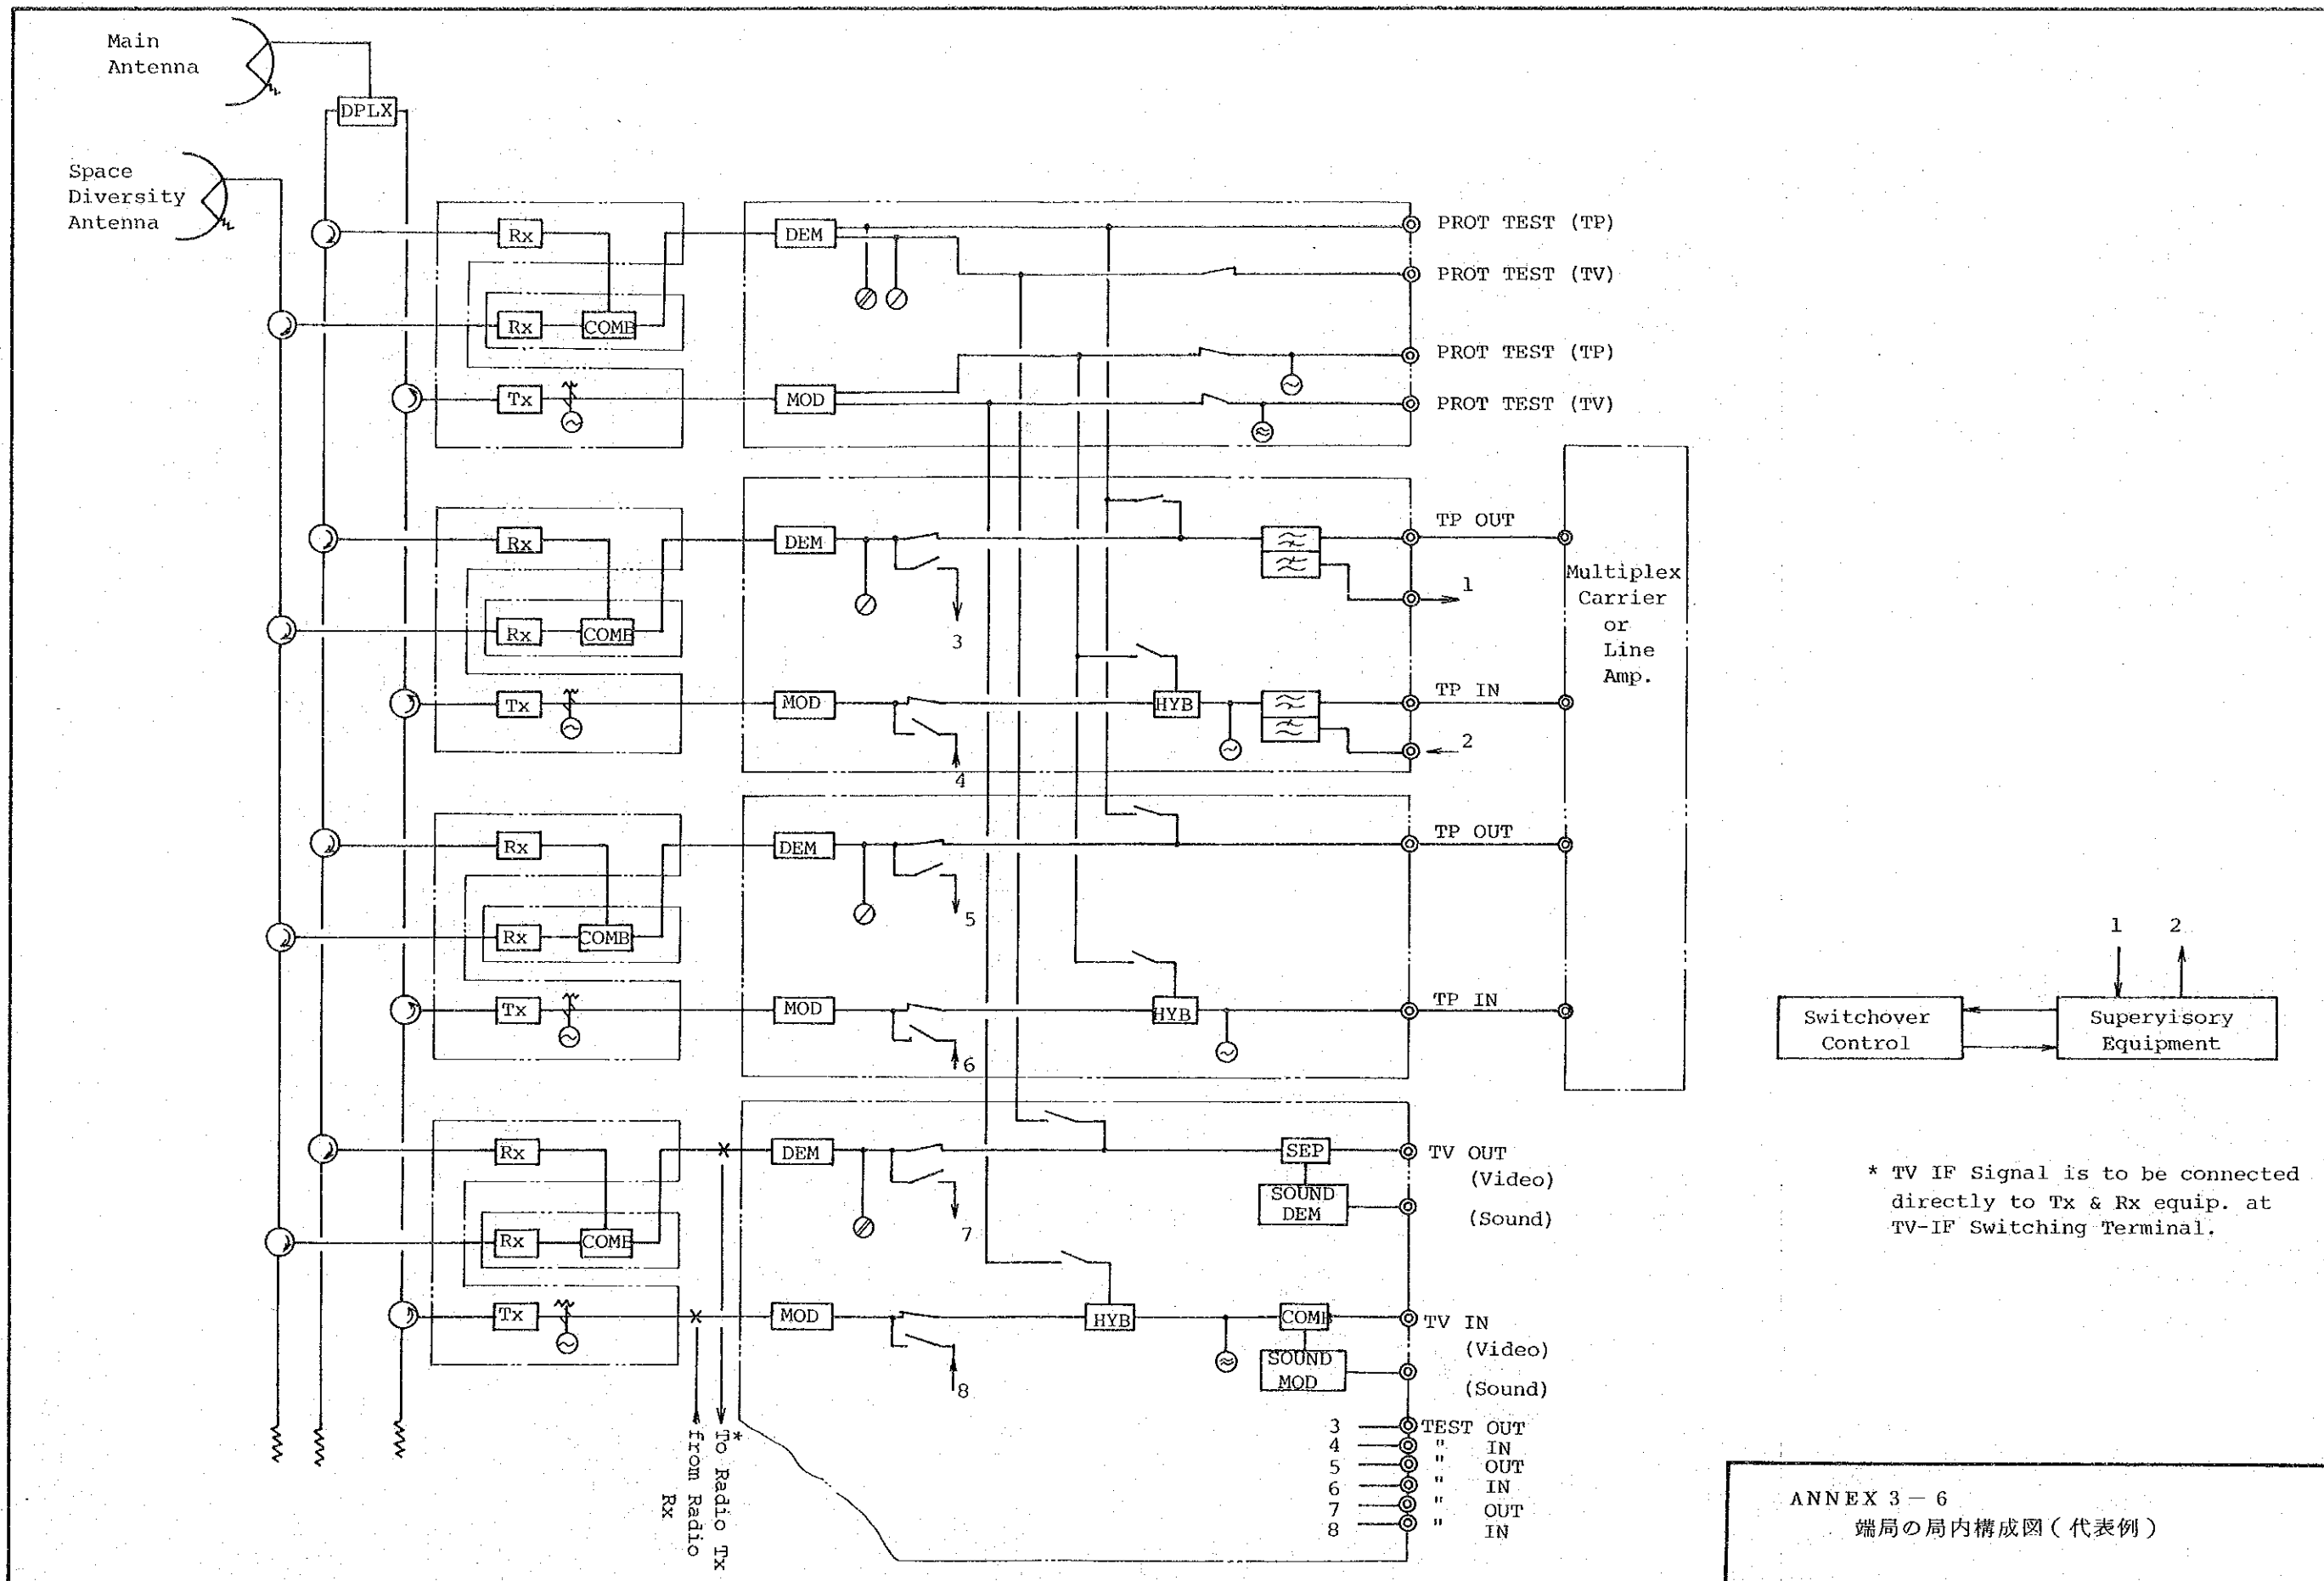 Main
Antenna
DPLX
Space
Diversity
Antenna
Rx
DEM
PROT TEST (TP)
PROT TEST (TV)
Rx
COMB
PROT TEST (TP)
Tx
MOD
PROT TEST (TV)
Rx
DEM
TP OUT
1
3
Rx
COMB
Multiplex
Carrier
or
Line
Amp.
Tx
MOD
HYB
TP IN
2
4
Rx
DEM
TP OUT
5
Rx
COMB
Tx
MOD
HYB
TP IN
6
1 2
Switchover
Control
Supervisory
Equipment
Rx
DEM
SEP
TV OUT
(Video)
SOUND
DEM
(Sound)
7
Rx
COMB
* TV IF Signal is to be connected
directly to Tx & Rx equip. at
TV-IF Switching Terminal.
Tx
MOD
HYB
COMB
TV IN
(Video)
SOUND
MOD
(Sound)
8
* To Radio Tx
from Radio
Rx
3 TEST OUT
4 " IN
5 " OUT
6 " IN
7 " OUT
8 " IN
ANNEX 3－6
端局の局内構成図(代表例)